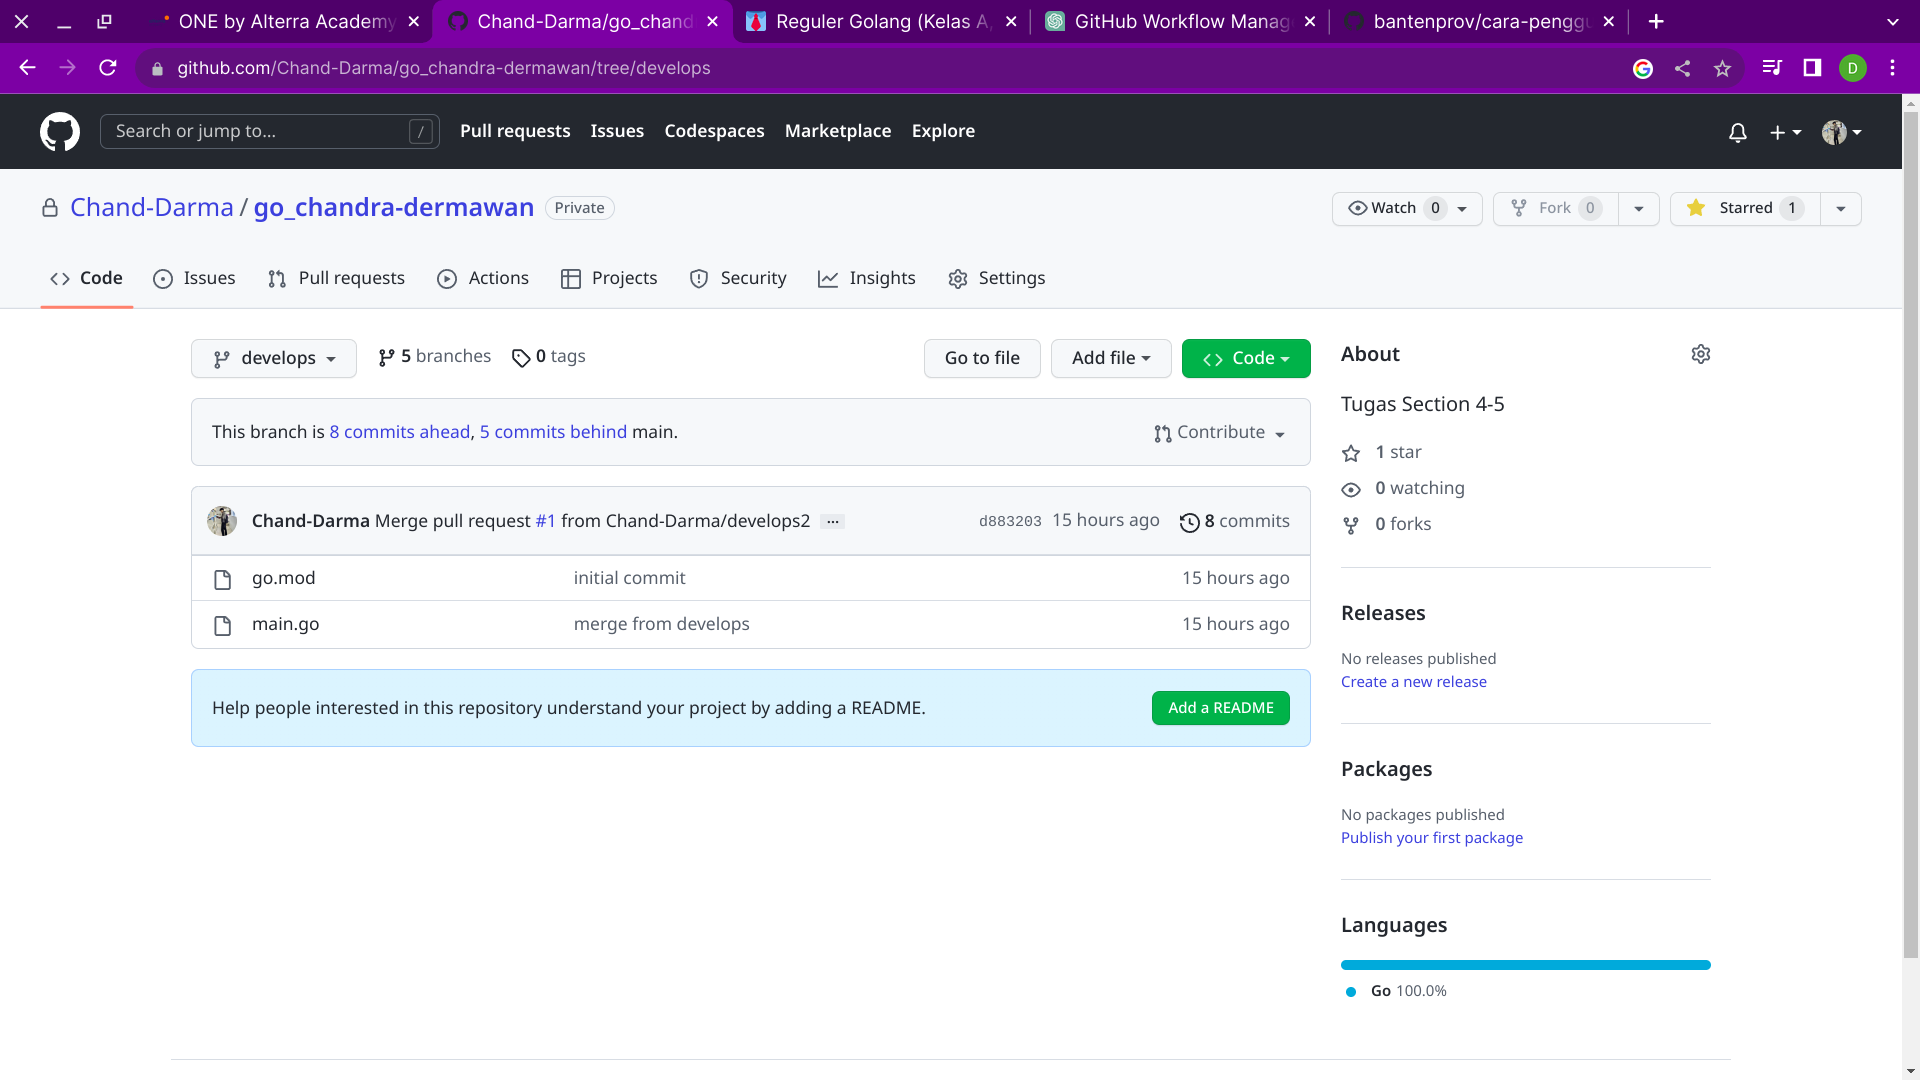 ONE by Alterra Academy
Chand-Darma/go_chand
Reguler Golang (Kelas A,
GitHub Workflow Manag
bantenprov/cara-penggu
github.com/Chand-Darma/go_chandra-dermawan/tree/develops
D
Search or jump to...
/
Pull requests
Issues
Codespaces
Marketplace
Explore
Chand-Darma / go_chandra-dermawan
Private
Watch 0
Fork 0
Starred 1
Code
Issues
Pull requests
Actions
Projects
Security
Insights
Settings
develops
5 branches
0 tags
Go to file
Add file
Code
This branch is 8 commits ahead, 5 commits behind main.
Contribute
Chand-Darma Merge pull request #1 from Chand-Darma/develops2 ...
d883203 15 hours ago
8 commits
go.mod
initial commit
15 hours ago
main.go
merge from develops
15 hours ago
Help people interested in this repository understand your project by adding a README.
Add a README
About
Tugas Section 4-5
1 star
0 watching
0 forks
Releases
No releases published
Create a new release
Packages
No packages published
Publish your first package
Languages
Go 100.0%